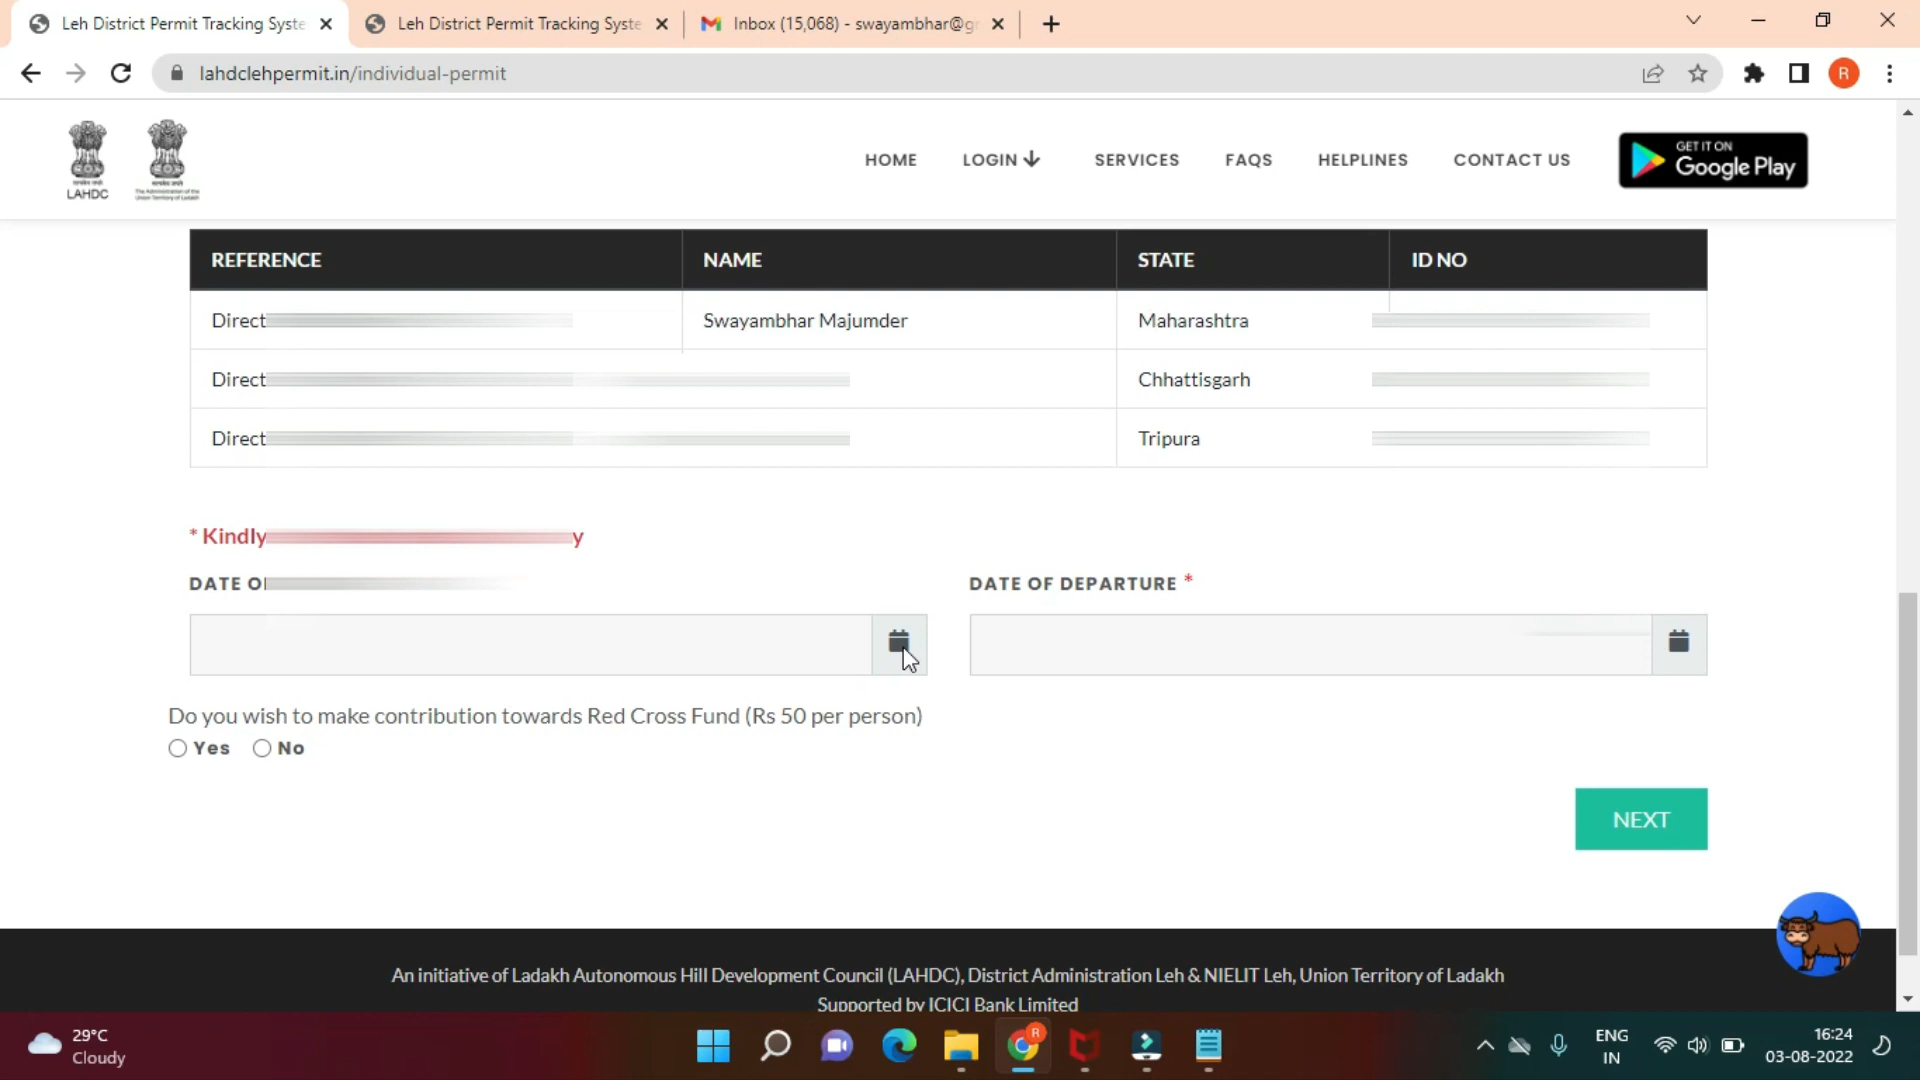 Leh District Permit Tracking Syste
Leh District Permit Tracking Syste
Inbox (15,068) - swayambhar@g
lahdclehpermit.in/individual-permit
R
LAHDC
HOME
LOGIN
SERVICES
FAQS
HELPLINES
CONTACT US
GET IT ON
Google Play
REFERENCE NAME STATE ID NO
Direct Swayambhar Majumder Maharashtra
Direct Chhattisgarh
Direct Tripura
* Kindly y
DATE O
DATE OF DEPARTURE *
Do you wish to make contribution towards Red Cross Fund (Rs 50 per person)
Yes No
NEXT
An initiative of Ladakh Autonomous Hill Development Council (LAHDC), District Administration Leh & NIELIT Leh, Union Territory of Ladakh
Supported by ICICI Bank Limited
29°C
Cloudy
R
ENG
IN
16:24
03-08-2022